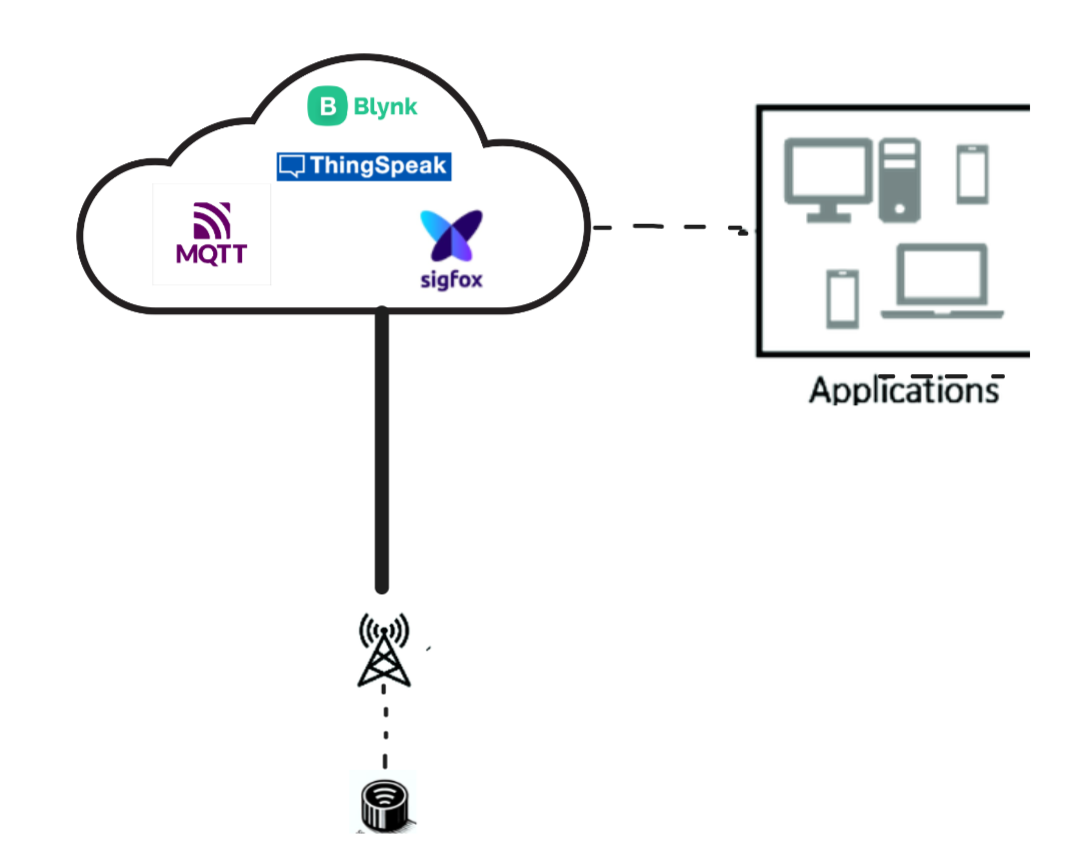 B Blynk
ThingSpeak
MQTT
sigfox
Applications